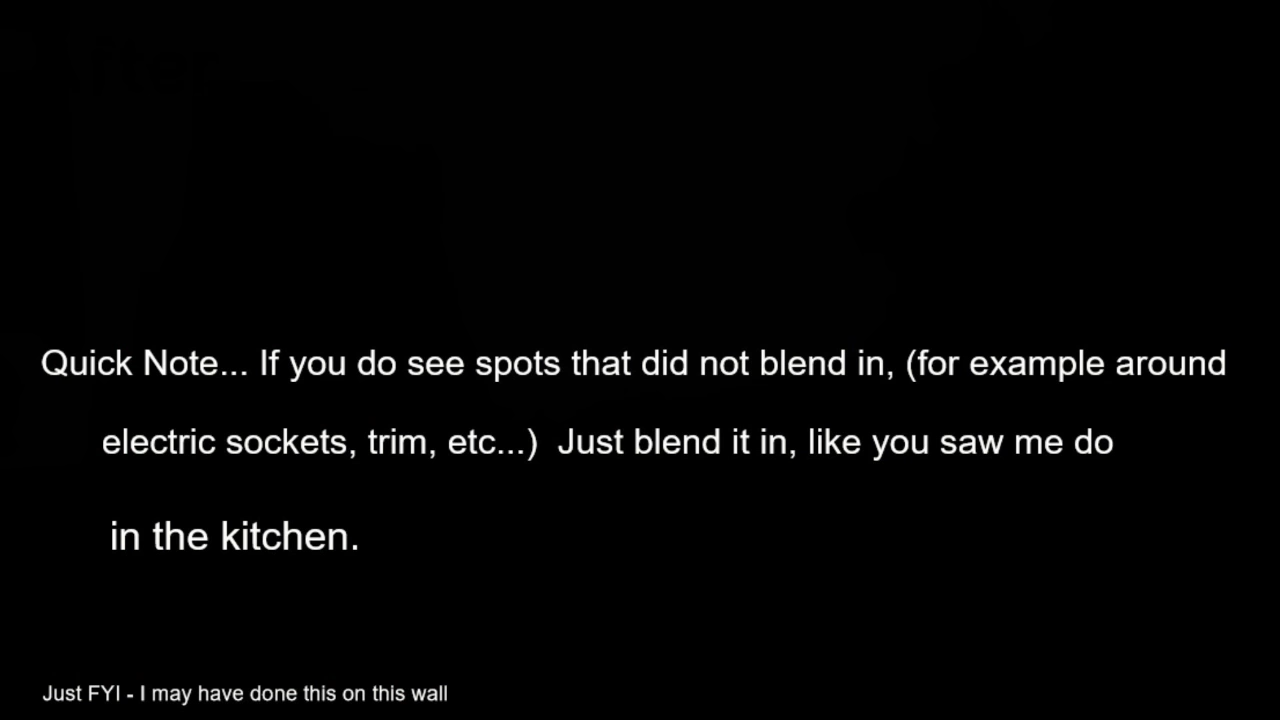 Quick Note... If you do see spots that did not blend in, (for example around
electric sockets, trim, etc...)  Just blend it in, like you saw me do
in the kitchen.
Just FYI - I may have done this on this wall